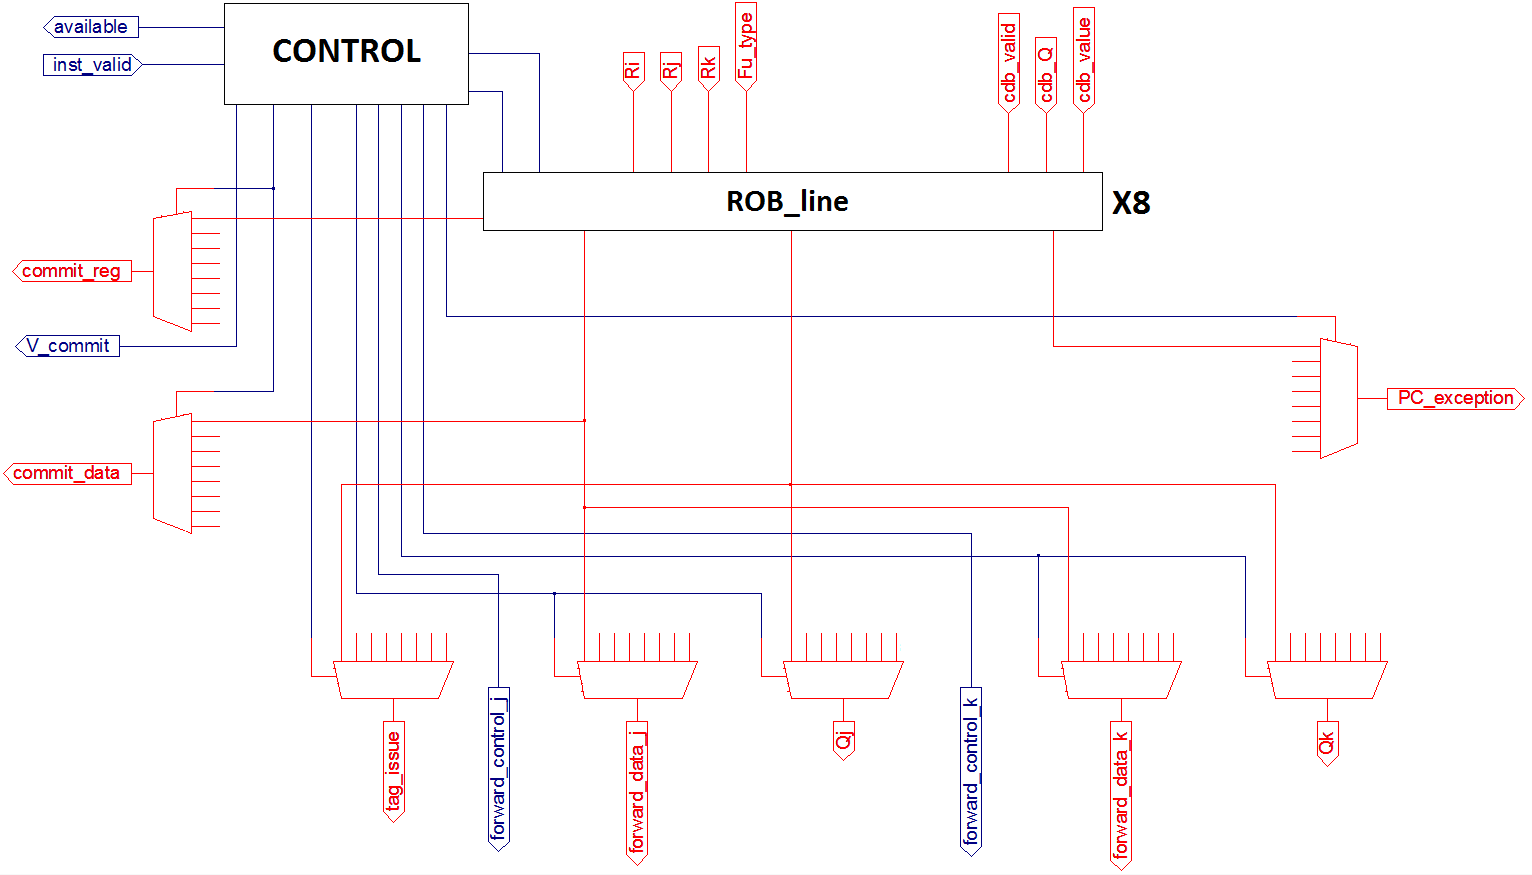 available
inst_valid
CONTROL
Ri
Rj
Rk
Fu_type
cdb_valid
cdb_Q
cdb_value
ROB_line
X8
commit_reg
V_commit
PC_exception
commit_data
tag_issue
forward_control_j
forward_data_j
Qj
forward_control_k
forward_data_k
Qk